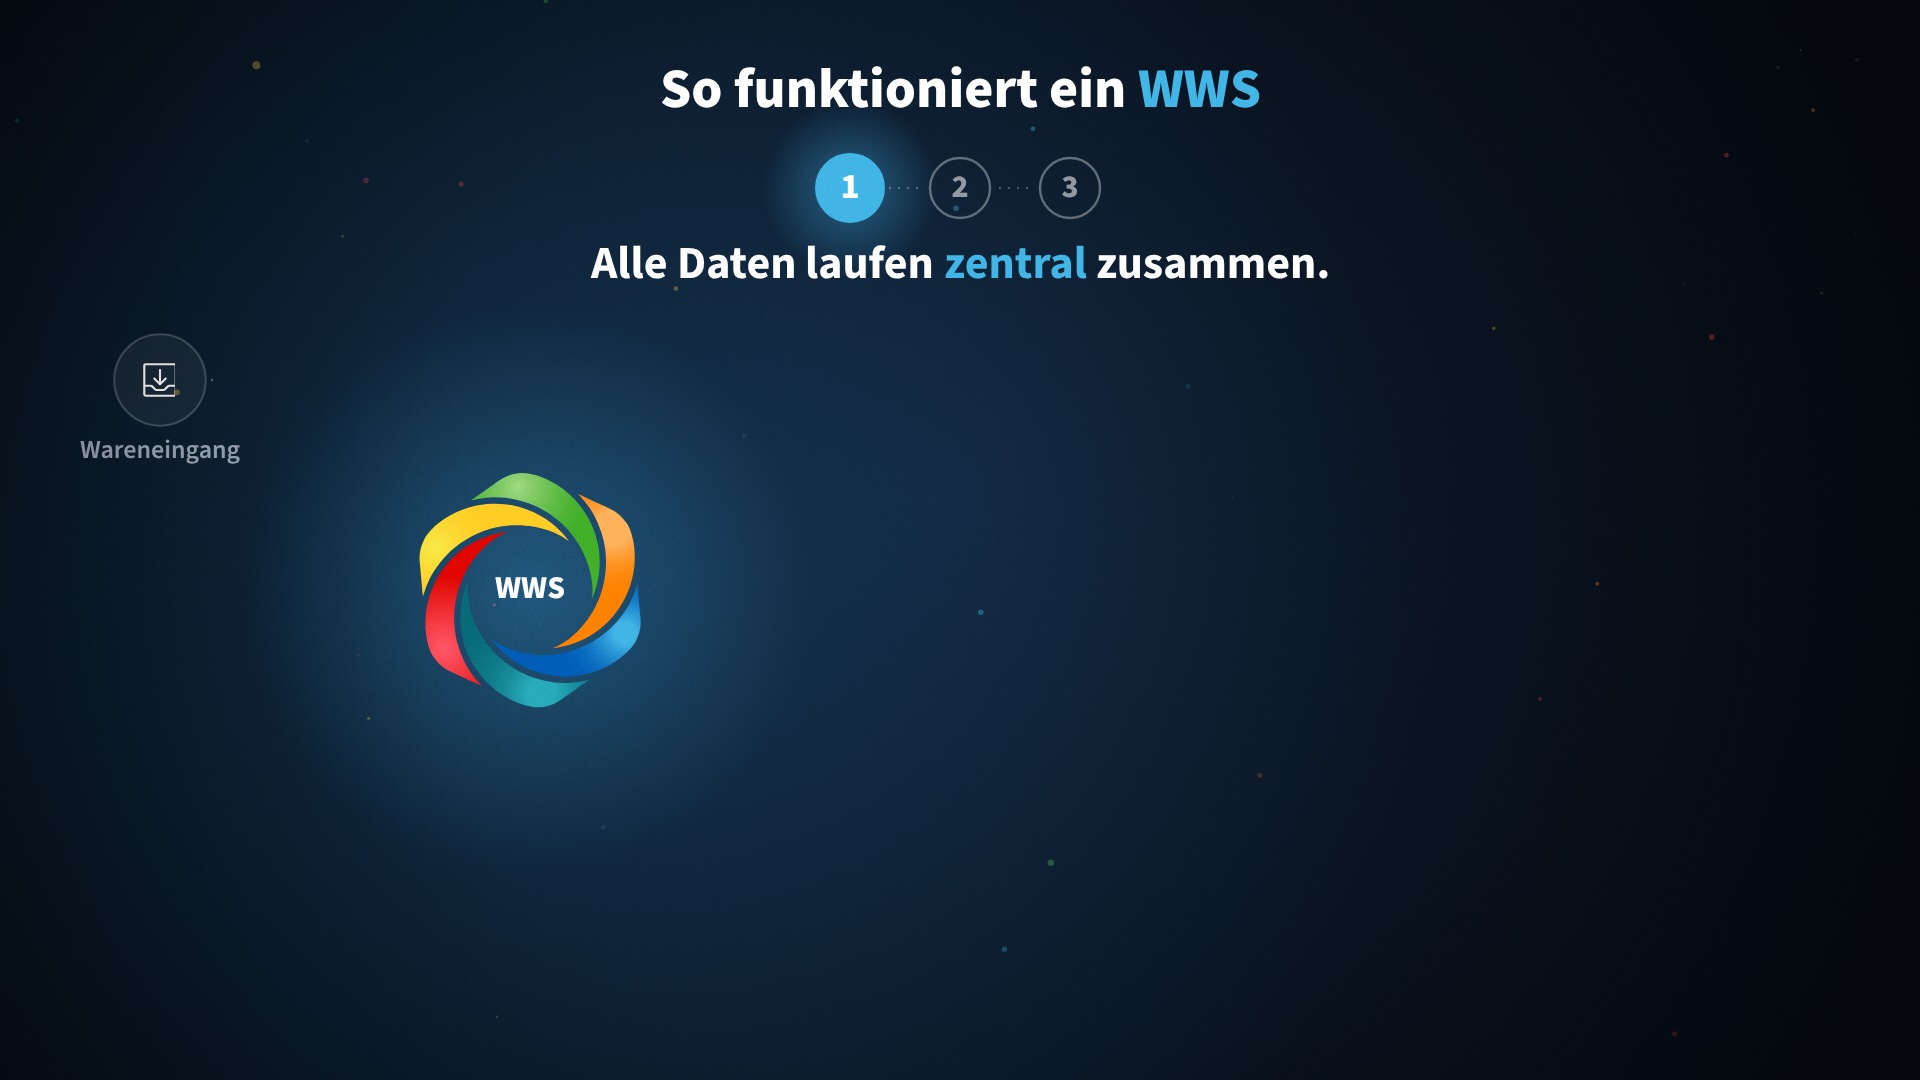 So funktioniert ein WWS
1 2 3
Alle Daten laufen zentral zusammen.
Wareneingang
WWS